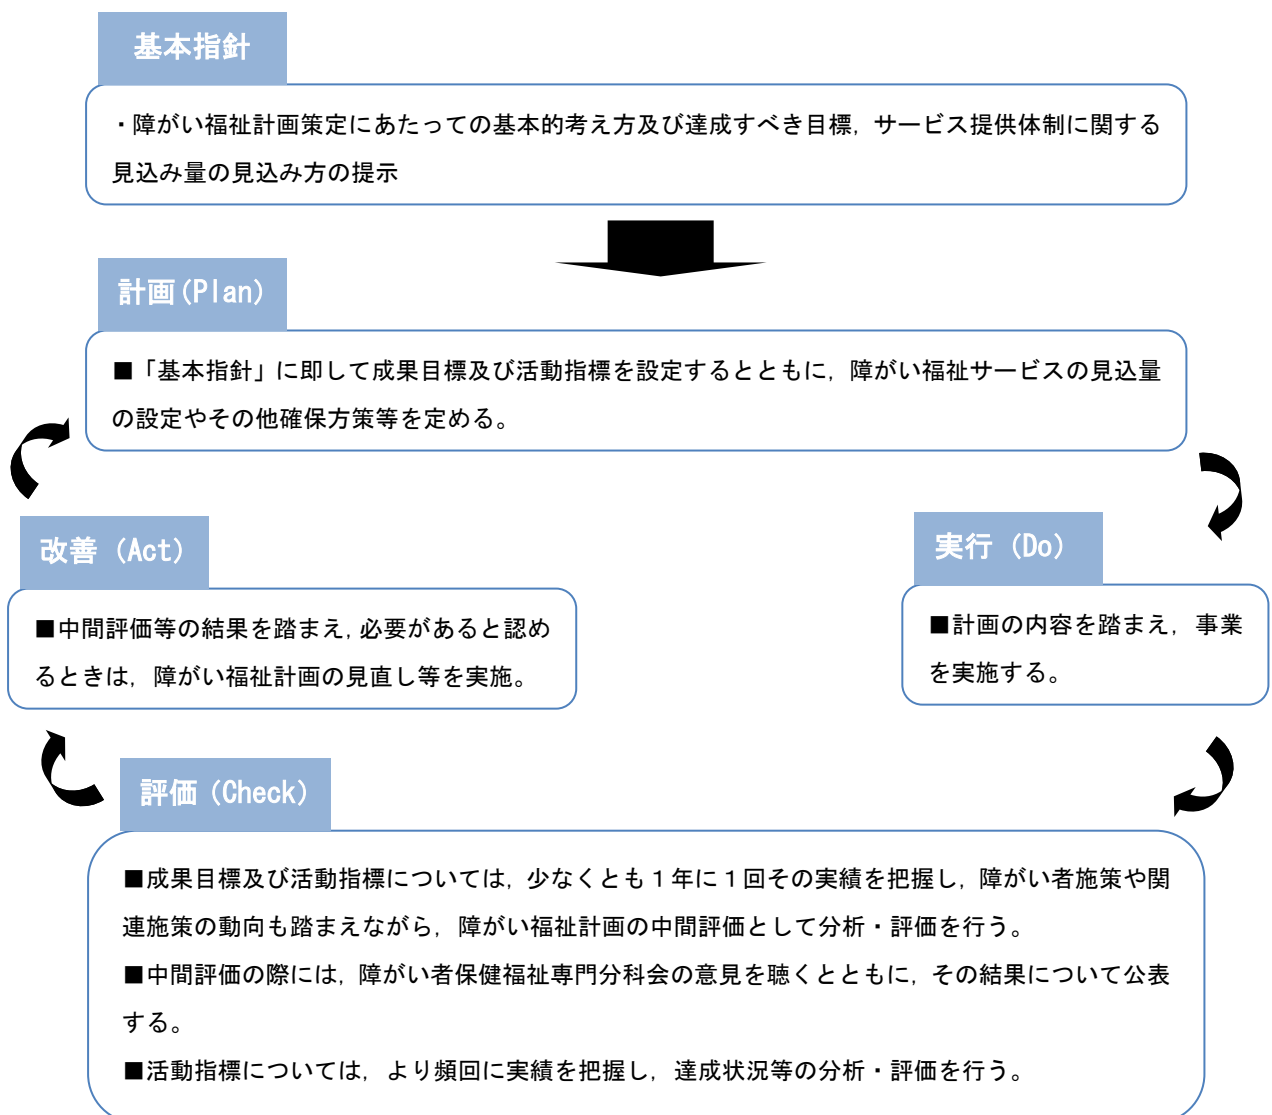 基本指針
・障がい福祉計画策定にあたっての基本的考え方及び達成すべき目標，サービス提供体制に関する
見込み量の見込み方の提示
計画(Plan)
■「基本指針」に即して成果目標及び活動指標を設定するとともに，障がい福祉サービスの見込量
の設定やその他確保方策等を定める。
改善（Act）
■中間評価等の結果を踏まえ，必要があると認め
るときは，障がい福祉計画の見直し等を実施。
実行（Do）
■計画の内容を踏まえ，事業
を実施する。
評価（Check）
■成果目標及び活動指標については，少なくとも１年に１回その実績を把握し，障がい者施策や関
連施策の動向も踏まえながら，障がい福祉計画の中間評価として分析・評価を行う。
■中間評価の際には，障がい者保健福祉専門分科会の意見を聴くとともに，その結果について公表
する。
■活動指標については，より頻回に実績を把握し，達成状況等の分析・評価を行う。